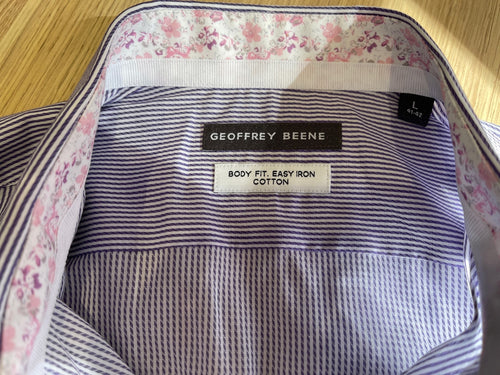 L
41-42
GEOFFREY BEENE
BODY FIT. EASY IRON
COTTON